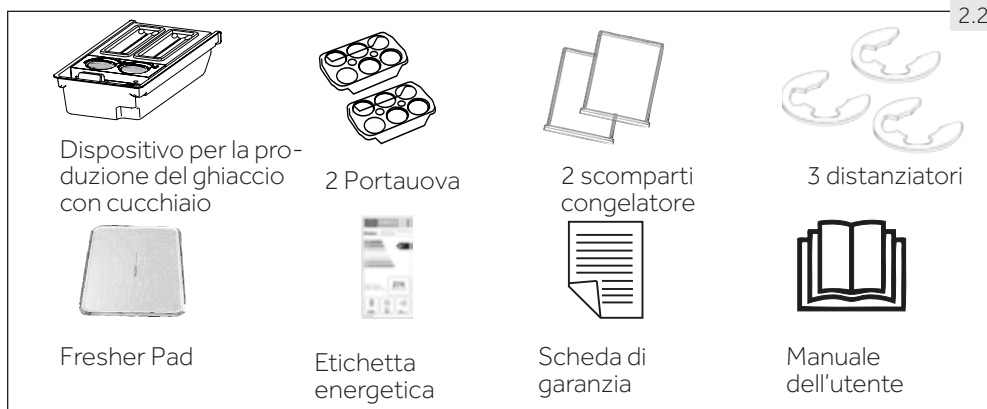 2.2
Dispositivo per la pro-
duzione del ghiaccio
con cucchiaio
2 Portauova
2 scomparti
congelatore
3 distanziatori
Fresher Pad
Etichetta
energetica
Scheda di
garanzia
Manuale
dell'utente